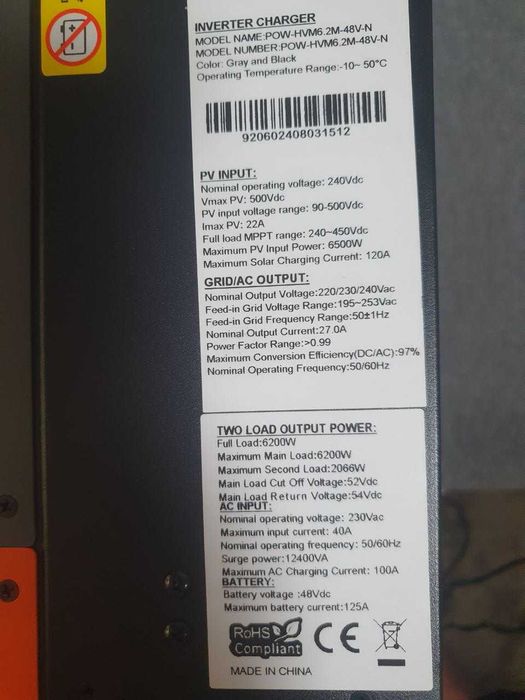 INVERTER CHARGER
MODEL NAME:POW-HVM6.2M-48V-N
MODEL NUMBER:POW-HVM6.2M-48V-N
Color: Gray and Black
Operating Temperature Range:-10~ 50°C
920602408031512
PV INPUT:
Nominal operating voltage: 240Vdc
Vmax PV: 500Vdc
PV input voltage range: 90-500Vdc
Imax PV: 22A
Full load MPPT range: 240~450Vdc
Maximum PV Input Power: 6500W
Maximum Solar Charging Current: 120A
GRID/AC OUTPUT:
Nominal Output Voltage:220/230/240Vac
Feed-in Grid Voltage Range:195~253Vac
Feed-in Grid Frequency Range:50±1Hz
Nominal Output Current:27.0A
Power Factor Range:>0.99
Maximum Conversion Efficiency(DC/AC):97%
Nominal Operating Frequency:50/60Hz
TWO LOAD OUTPUT POWER:
Full Load:6200W
Maximum Main Load:6200W
Maximum Second Load:2066W
Main Load Cut Off Voltage:52Vdc
Main Load Return Voltage:54Vdc
AC INPUT:
Nominal operating voltage: 230Vac
Maximum input current: 40A
Nominal operating frequency: 50/60Hz
Surge power:12400VA
Maximum AC Charging Current: 100A
BATTERY:
Battery voltage :48Vdc
Maximum battery current:125A
RoHS
Compliant
CE
MADE IN CHINA